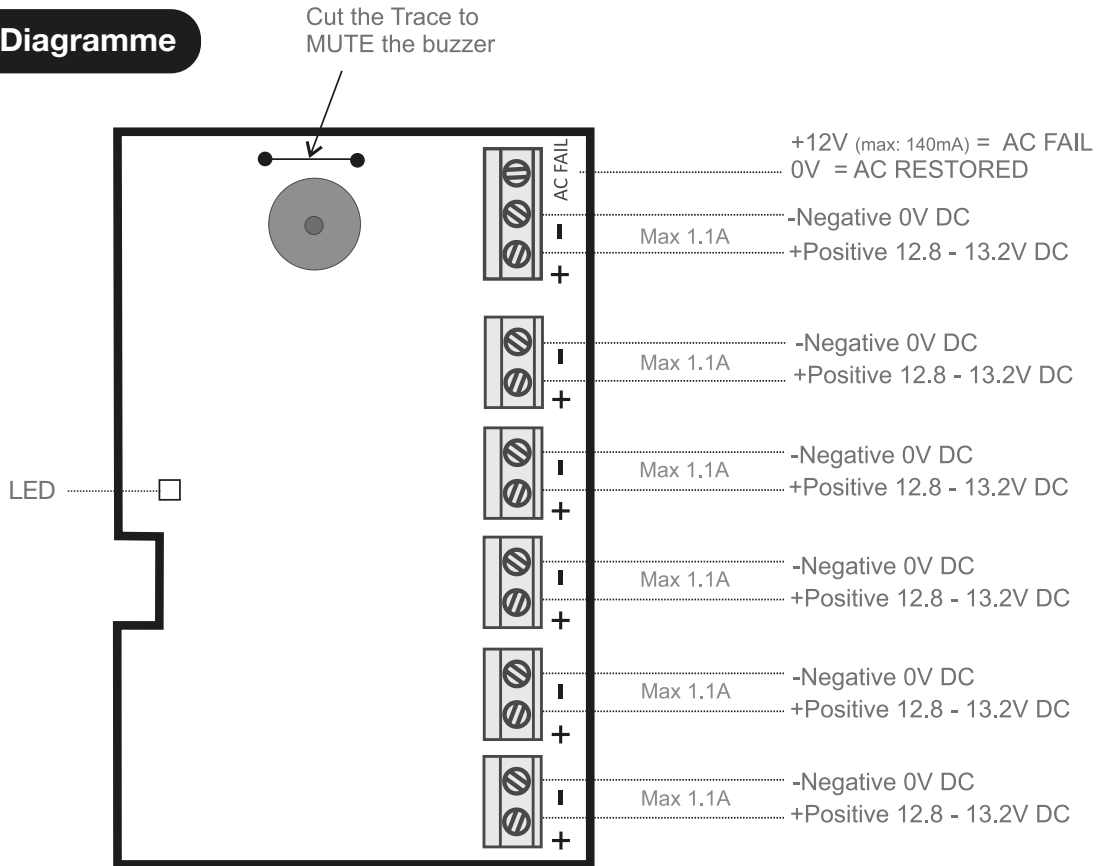 Diagramme
Cut the Trace to
MUTE the buzzer
AC FAIL
+12V (max: 140mA) = AC FAIL
0V = AC RESTORED
-Negative 0V DC
-
Max 1.1A
+Positive 12.8 - 13.2V DC
+
-Negative 0V DC
-
Max 1.1A
+Positive 12.8 - 13.2V DC
+
-Negative 0V DC
-
Max 1.1A
+Positive 12.8 - 13.2V DC
+
LED
-Negative 0V DC
-
Max 1.1A
+Positive 12.8 - 13.2V DC
+
-Negative 0V DC
-
Max 1.1A
+Positive 12.8 - 13.2V DC
+
-Negative 0V DC
-
Max 1.1A
+Positive 12.8 - 13.2V DC
+